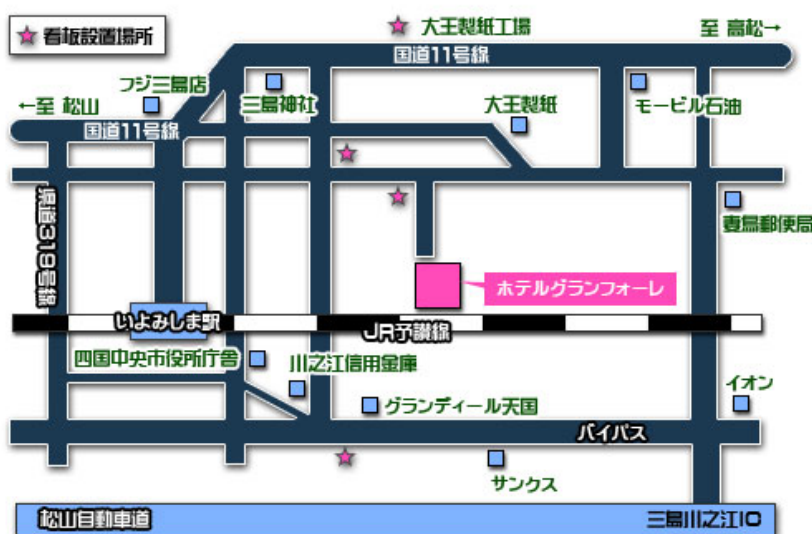 看板設置場所
大王製紙工場
至 高松→
国道11号線
フジ三島店
三島神社
大王製紙
モービル石油
←至 松山
国道11号線
県道319号線
妻鳥郵便局
ホテルグランフォーレ
いよみしま駅
JR予讃線
四国中央市役所庁舎
川之江信用金庫
グランディール天国
イオン
バイパス
サンクス
松山自動車道
三島川之江IC